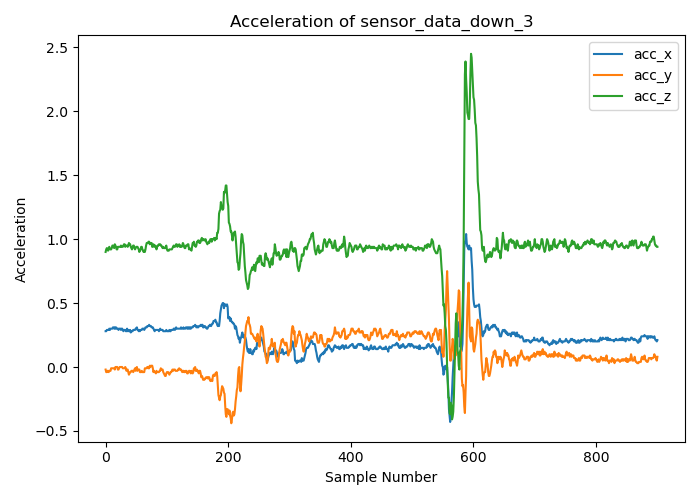 Acceleration of sensor_data_down_3
acc_x
acc_y
acc_z
2.5
2.0
1.5
1.0
0.5
0.0
−0.5
Acceleration
0 200 400 600 800
Sample Number